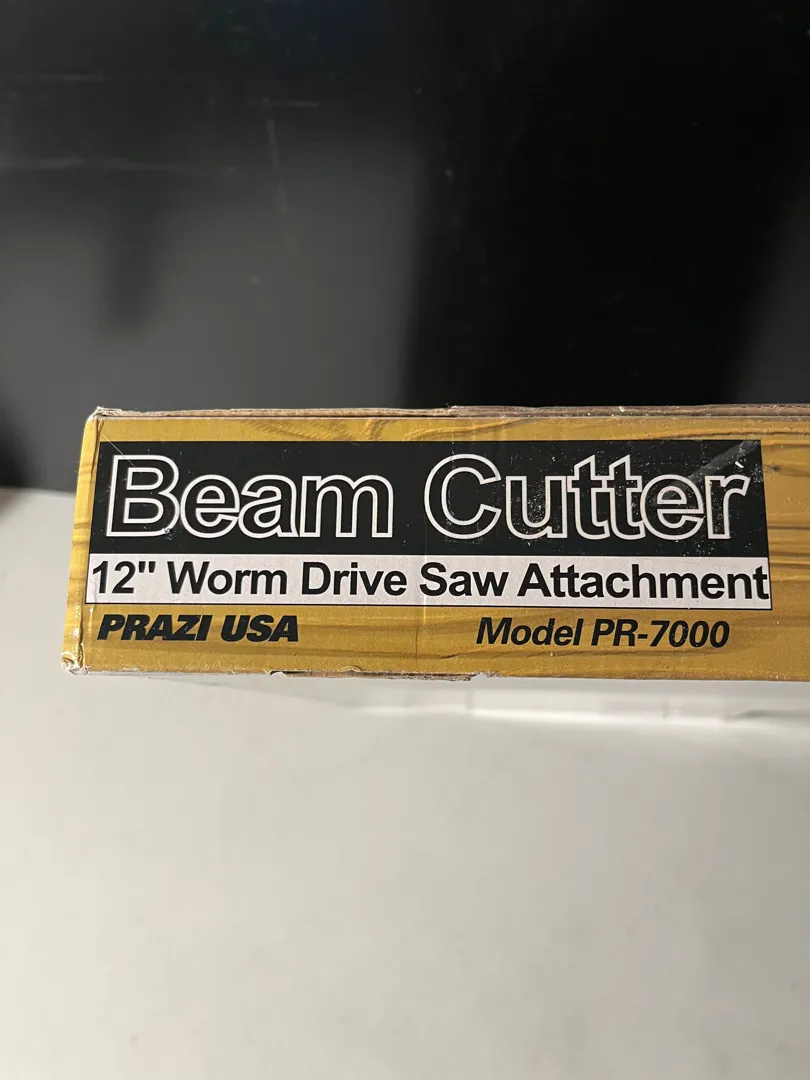 Beam Cutter
12" Worm Drive Saw Attachment
PRAZI USA Model PR-7000